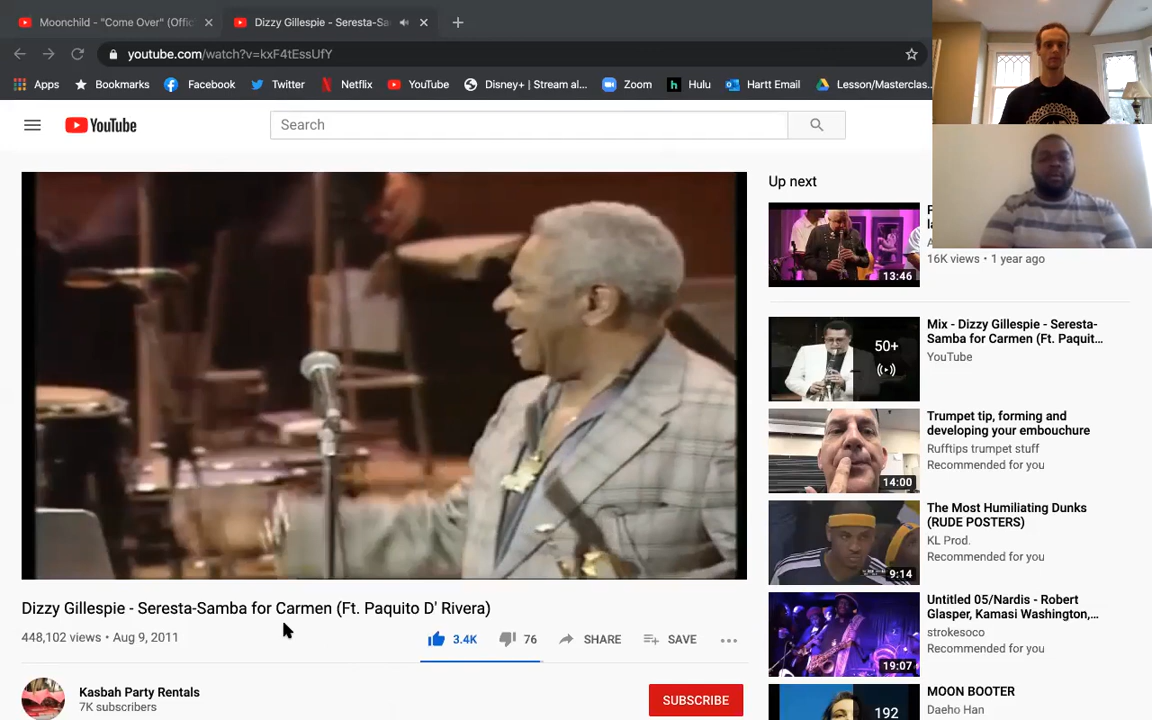 Moonchild - "Come Over" (Offic
Dizzy Gillespie - Seresta-Sa
youtube.com/watch?v=kxF4tEssUfY
Apps
Bookmarks
Facebook
Twitter
Netflix
YouTube
Disney+ | Stream al...
Zoom
Hulu
Hartt Email
Lesson/Masterclas...
YouTube
Search
Up next
13:46
16K views • 1 year ago
50+
Mix - Dizzy Gillespie - Seresta-
Samba for Carmen (Ft. Paquit...
YouTube
14:00
Trumpet tip, forming and
developing your embouchure
Rufftips trumpet stuff
Recommended for you
9:14
The Most Humiliating Dunks
(RUDE POSTERS)
KL Prod.
Recommended for you
19:07
Untitled 05/Nardis - Robert
Glasper, Kamasi Washington,...
strokesoco
Recommended for you
192
MOON BOOTER
Daeho Han
Dizzy Gillespie - Seresta-Samba for Carmen (Ft. Paquito D' Rivera)
448,102 views • Aug 9, 2011
3.4K
76
SHARE
SAVE
Kasbah Party Rentals
7K subscribers
SUBSCRIBE